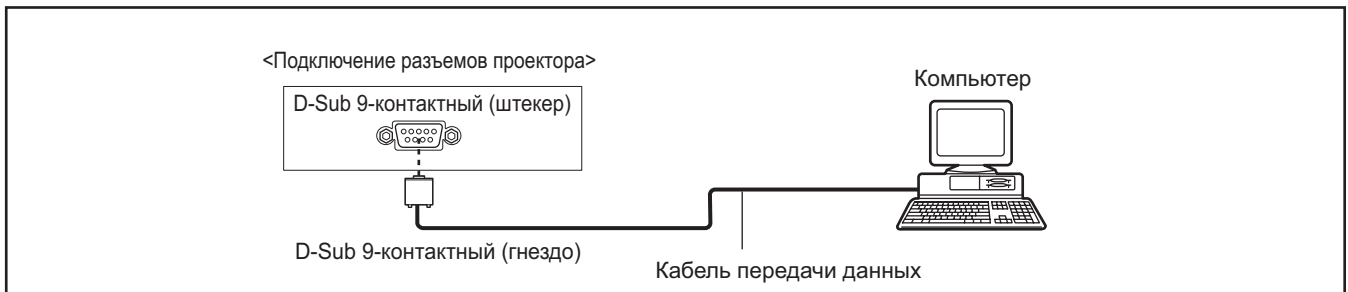 <Подключение разъемов проектора>
D-Sub 9-контактный (штекер)
Компьютер
D-Sub 9-контактный (гнездо)
Кабель передачи данных